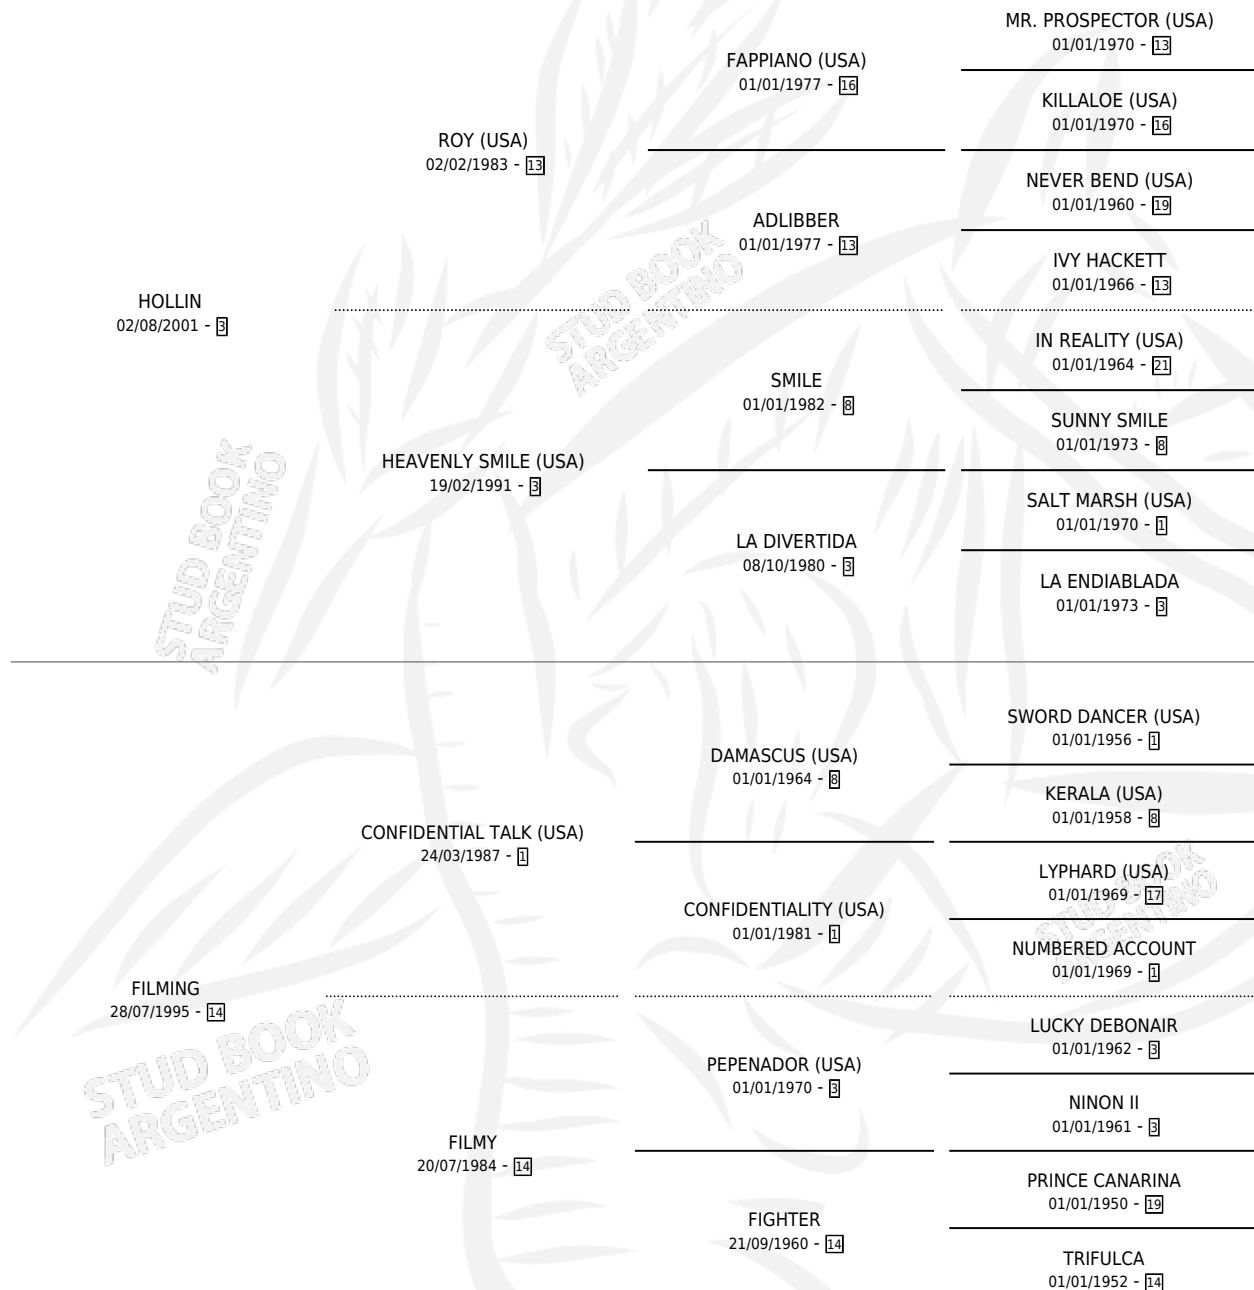 MR. PROSPECTOR (USA)
01/01/1970 - 13
FAPPIANO (USA)
01/01/1977 - 16
KILLALOE (USA)
01/01/1970 - 16
ROY (USA)
02/02/1983 - 13
NEVER BEND (USA)
01/01/1960 - 19
ADLIBBER
01/01/1977 - 13
IVY HACKETT
01/01/1966 - 13
HOLLIN
02/08/2001 - 3
IN REALITY (USA)
01/01/1964 - 21
SMILE
01/01/1982 - 8
SUNNY SMILE
01/01/1973 - 8
HEAVENLY SMILE (USA)
19/02/1991 - 3
SALT MARSH (USA)
01/01/1970 - 1
LA DIVERTIDA
08/10/1980 - 3
LA ENDIABLADA
01/01/1973 - 3
STUD BOOK
ARGENTINO
STUD BOOK
ARGENTINO
SWORD DANCER (USA)
01/01/1956 - 1
DAMASCUS (USA)
01/01/1964 - 8
KERALA (USA)
01/01/1958 - 8
CONFIDENTIAL TALK (USA)
24/03/1987 - 1
LYPHARD (USA)
01/01/1969 - 17
CONFIDENTIALITY (USA)
01/01/1981 - 1
NUMBERED ACCOUNT
01/01/1969 - 1
FILMING
28/07/1995 - 14
LUCKY DEBONAIR
01/01/1962 - 3
PEPENADOR (USA)
01/01/1970 - 3
NINON II
01/01/1961 - 3
FILMY
20/07/1984 - 14
PRINCE CANARINA
01/01/1950 - 19
FIGHTER
21/09/1960 - 14
TRIFULCA
01/01/1952 - 14
STUD BOOK
ARGENTINO
STUD BOOK
ARGENTINO